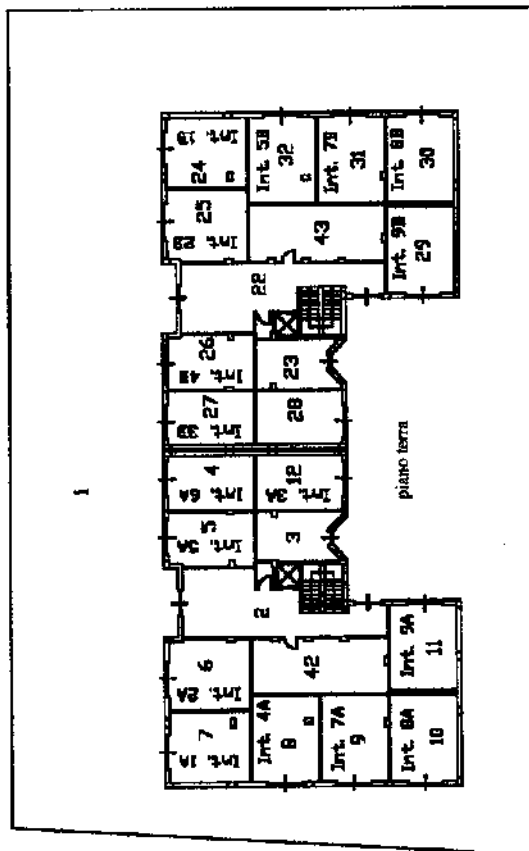 Int. 1B
24
Int. 5B
32
Int. 7B
31
Int. 8B
30
25
Int. 2B
43
Int. 9B
29
22
26
Int. 4B
23
27
Int. 3B
28
1
4
Int. 6A
12
Int. 3A
piano terra
5
Int. 5A
3
2
6
Int. 2A
42
Int. 9A
11
7
Int. 1A
Int. 4A
8
Int. 7A
9
Int. 8A
10